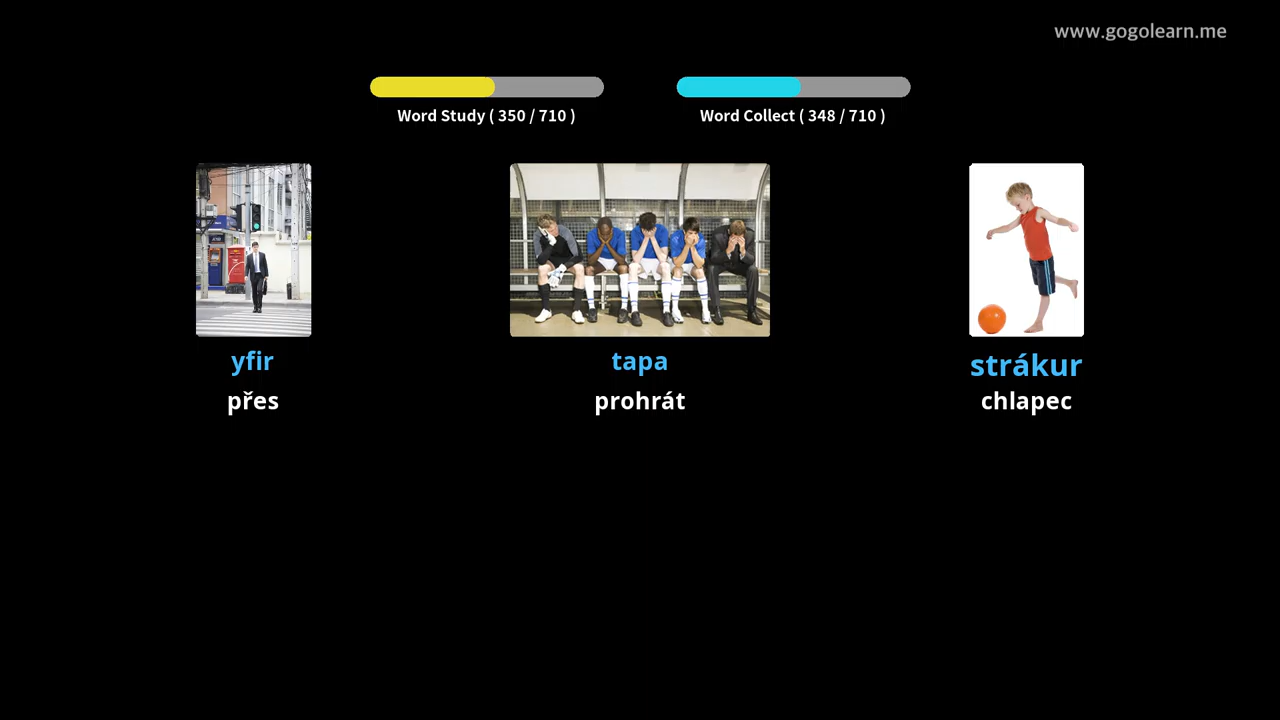 www.gogolearn.me
Word Study ( 350 / 710 )
Word Collect ( 348 / 710 )
yfir
tapa
strákur
přes
prohrát
chlapec